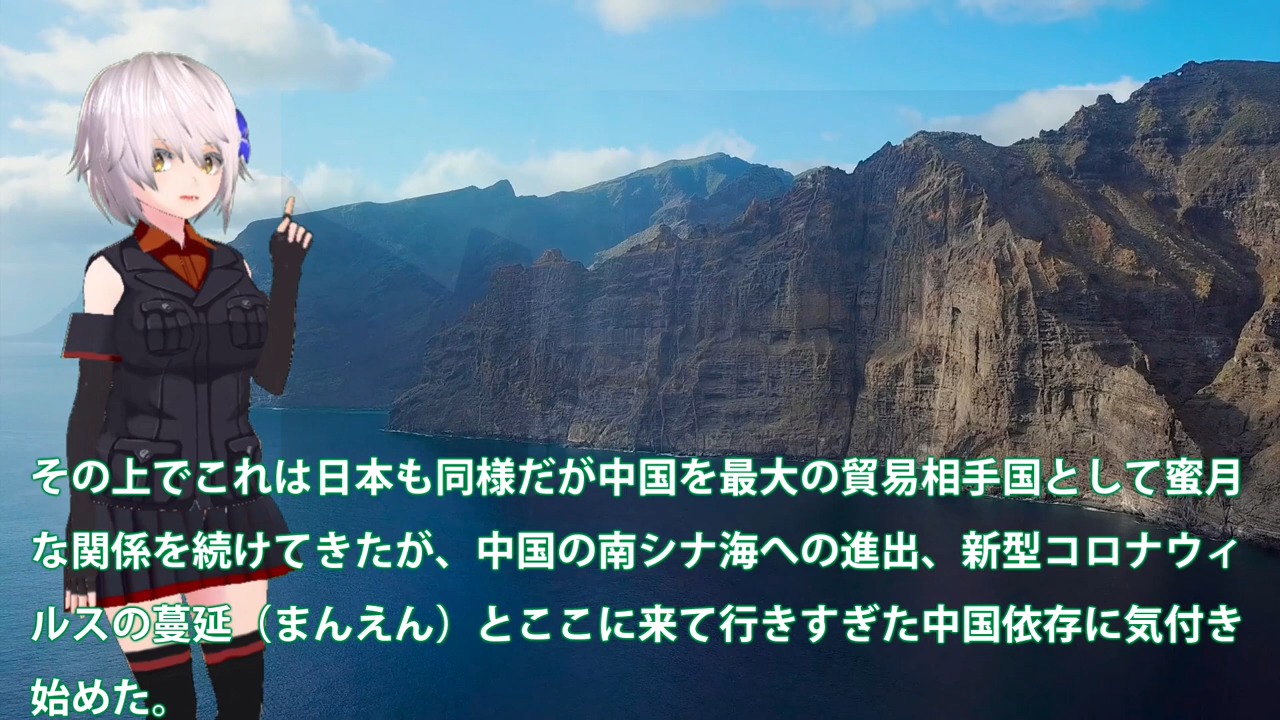 その上でこれは日本も同様だが中国を最大の貿易相手国として蜜月
な関係を続けてきたが、中国の南シナ海への進出、新型コロナウィ
ルスの蔓延（まんえん）とここに来て行きすぎた中国依存に気付き
始めた。